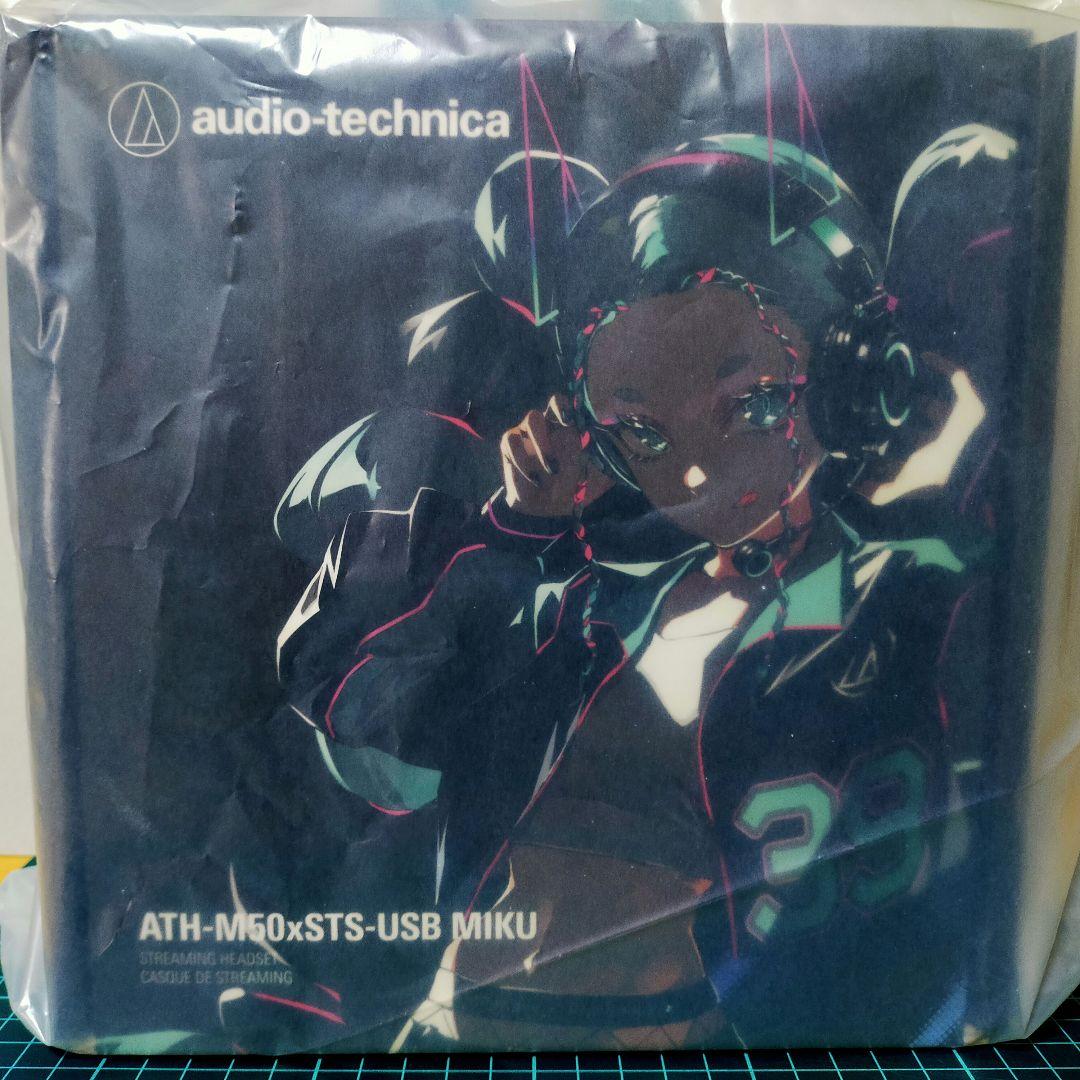 audio-technica
39
ATH-M50xSTS-USB MIKU
STREAMING HEADSET
CASQUE DE STREAMING